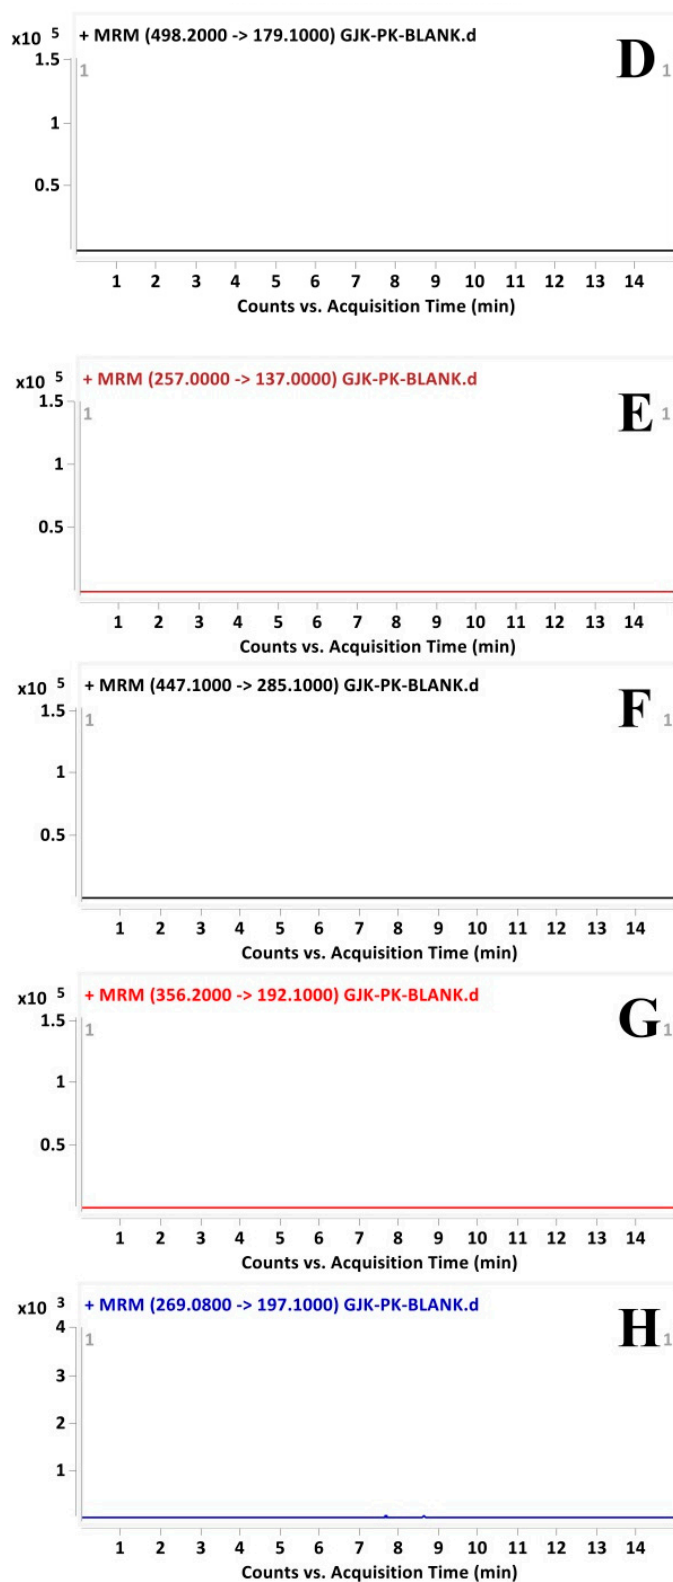 x10 5 + MRM (498.2000 -> 179.1000) GJK-PK-BLANK.d
D
1.5
1 1
1
0.5
1 2 3 4 5 6 7 8 9 10 11 12 13 14
Counts vs. Acquisition Time (min)
x10 5 + MRM (257.0000 -> 137.0000) GJK-PK-BLANK.d
E
1.5
1 1
1
0.5
1 2 3 4 5 6 7 8 9 10 11 12 13 14
Counts vs. Acquisition Time (min)
x10 5 + MRM (447.1000 -> 285.1000) GJK-PK-BLANK.d
F
1.5
1 1
1
0.5
1 2 3 4 5 6 7 8 9 10 11 12 13 14
Counts vs. Acquisition Time (min)
x10 5 + MRM (356.2000 -> 192.1000) GJK-PK-BLANK.d
G
1.5
1 1
1
0.5
1 2 3 4 5 6 7 8 9 10 11 12 13 14
Counts vs. Acquisition Time (min)
x10 3 + MRM (269.0800 -> 197.1000) GJK-PK-BLANK.d
H
4
1 1
3
2
1
1 2 3 4 5 6 7 8 9 10 11 12 13 14
Counts vs. Acquisition Time (min)